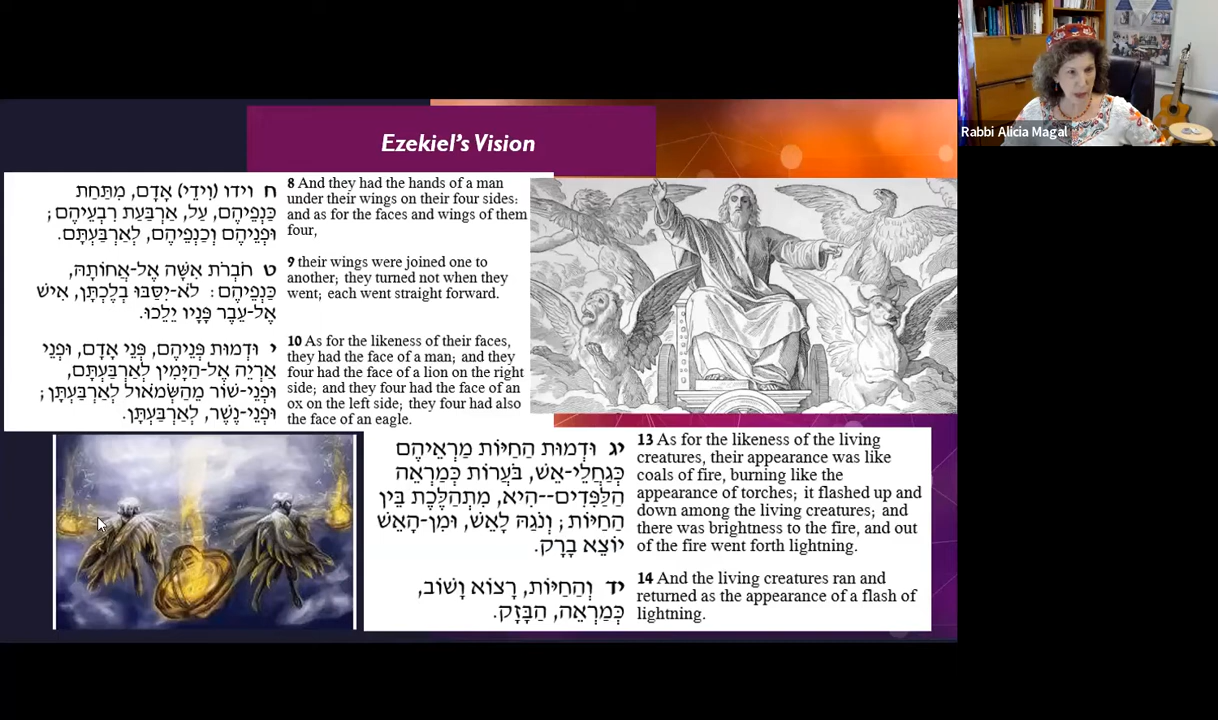 Ezekiel's Vision
Rabbi Alicia Magal
ח וידו (וִידֵי) אָדָם, מִתַּחַת
כַּנְפֵיהֶם, עַל, אַרְבַּעַת רִבְעֵיהֶם;
וּפְנֵיהֶם וְכַנְפֵיהֶם, לְאַרְבַּעְתָּם.
8 And they had the hands of a man
under their wings on their four sides:
and as for the faces and wings of them
four,
ט חֹבְרֹת אִשָּׁה אֶל-אֲחוֹתָהּ,
כַּנְפֵיהֶם: לֹא-יִסַּבּוּ בְלֶכְתָּן, אִישׁ
אֶל-עֵבֶר פָּנָיו יֵלֵכוּ.
9 their wings were joined one to
another; they turned not when they
went; each went straight forward.
י וּדְמוּת פְּנֵיהֶם, פְּנֵי אָדָם, וּפְנֵי
אַרְיֵה אֶל-הַיָּמִין לְאַרְבַּעְתָּם,
וּפְנֵי-שׁוֹר מֵהַשְּׂמֹאול לְאַרְבַּעְתָּן;
וּפְנֵי-נֶשֶׁר, לְאַרְבַּעְתָּן.
10 As for the likeness of their faces,
they had the face of a man; and they
four had the face of a lion on the right
side; and they four had the face of an
ox on the left side; they four had also
the face of an eagle.
יג וּדְמוּת הַחַיּוֹת מַרְאֵיהֶם
כְּגַחֲלֵי-אֵשׁ, בֹּעֲרוֹת כְּמַרְאֵה
הַלַּפִּדִים--הִיא, מִתְהַלֶּכֶת בֵּין
הַחַיּוֹת; וְנֹגַהּ לָאֵשׁ, וּמִן-הָאֵשׁ
יוֹצֵא בָרָק.
13 As for the likeness of the living
creatures, their appearance was like
coals of fire, burning like the
appearance of torches; it flashed up and
down among the living creatures; and
there was brightness to the fire, and out
of the fire went forth lightning.
יד וְהַחַיּוֹת, רָצוֹא וָשׁוֹב,
כְּמַרְאֵה, הַבָּזָק.
14 And the living creatures ran and
returned as the appearance of a flash of
lightning.